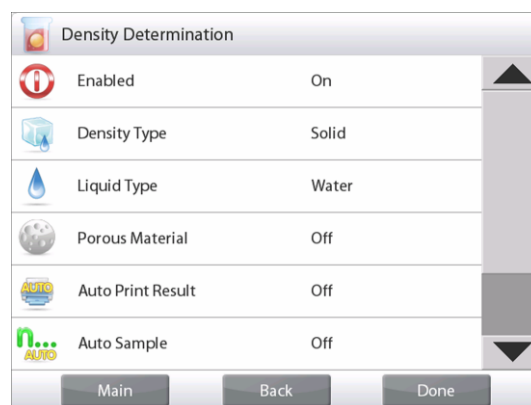 Density Determination
Enabled On
Density Type Solid
Liquid Type Water
Porous Material Off
AUTO
Auto Print Result Off
n...
AUTO
Auto Sample Off
Main Back Done